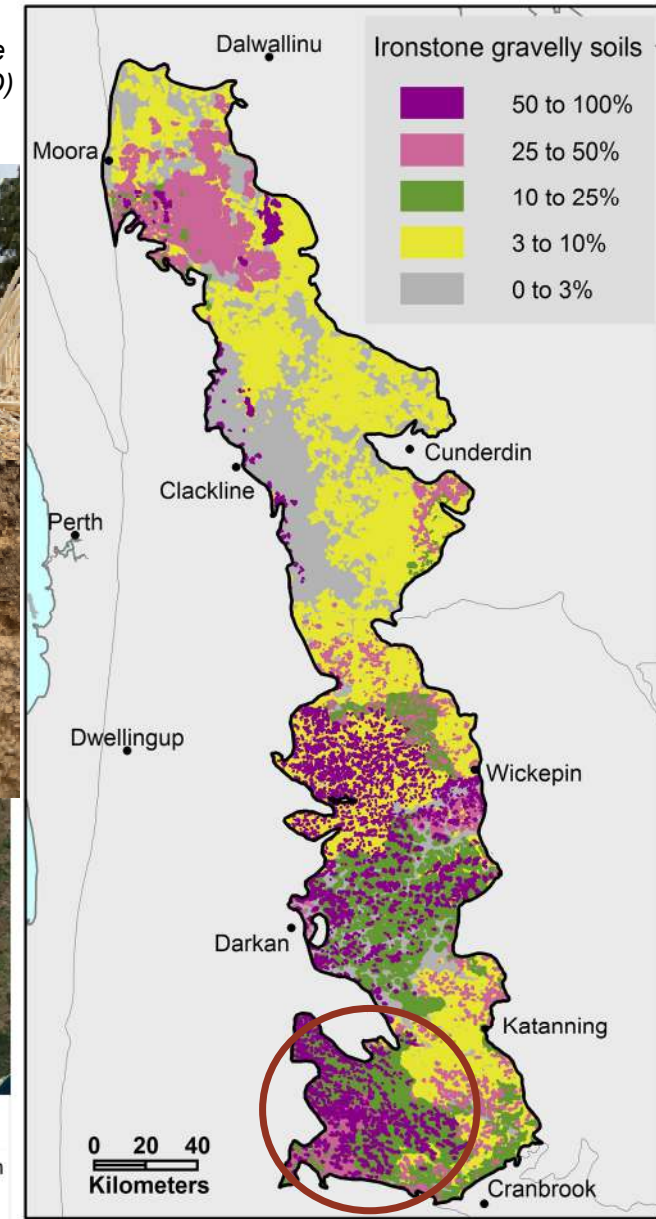 e
)
Dalwallinu
Ironstone gravelly soils
50 to 100%
25 to 50%
10 to 25%
3 to 10%
0 to 3%
Moora
Cunderdin
Clackline
Perth
Dwellingup
Wickepin
Darkan
Katanning
0 20 40
Kilometers
Cranbrook